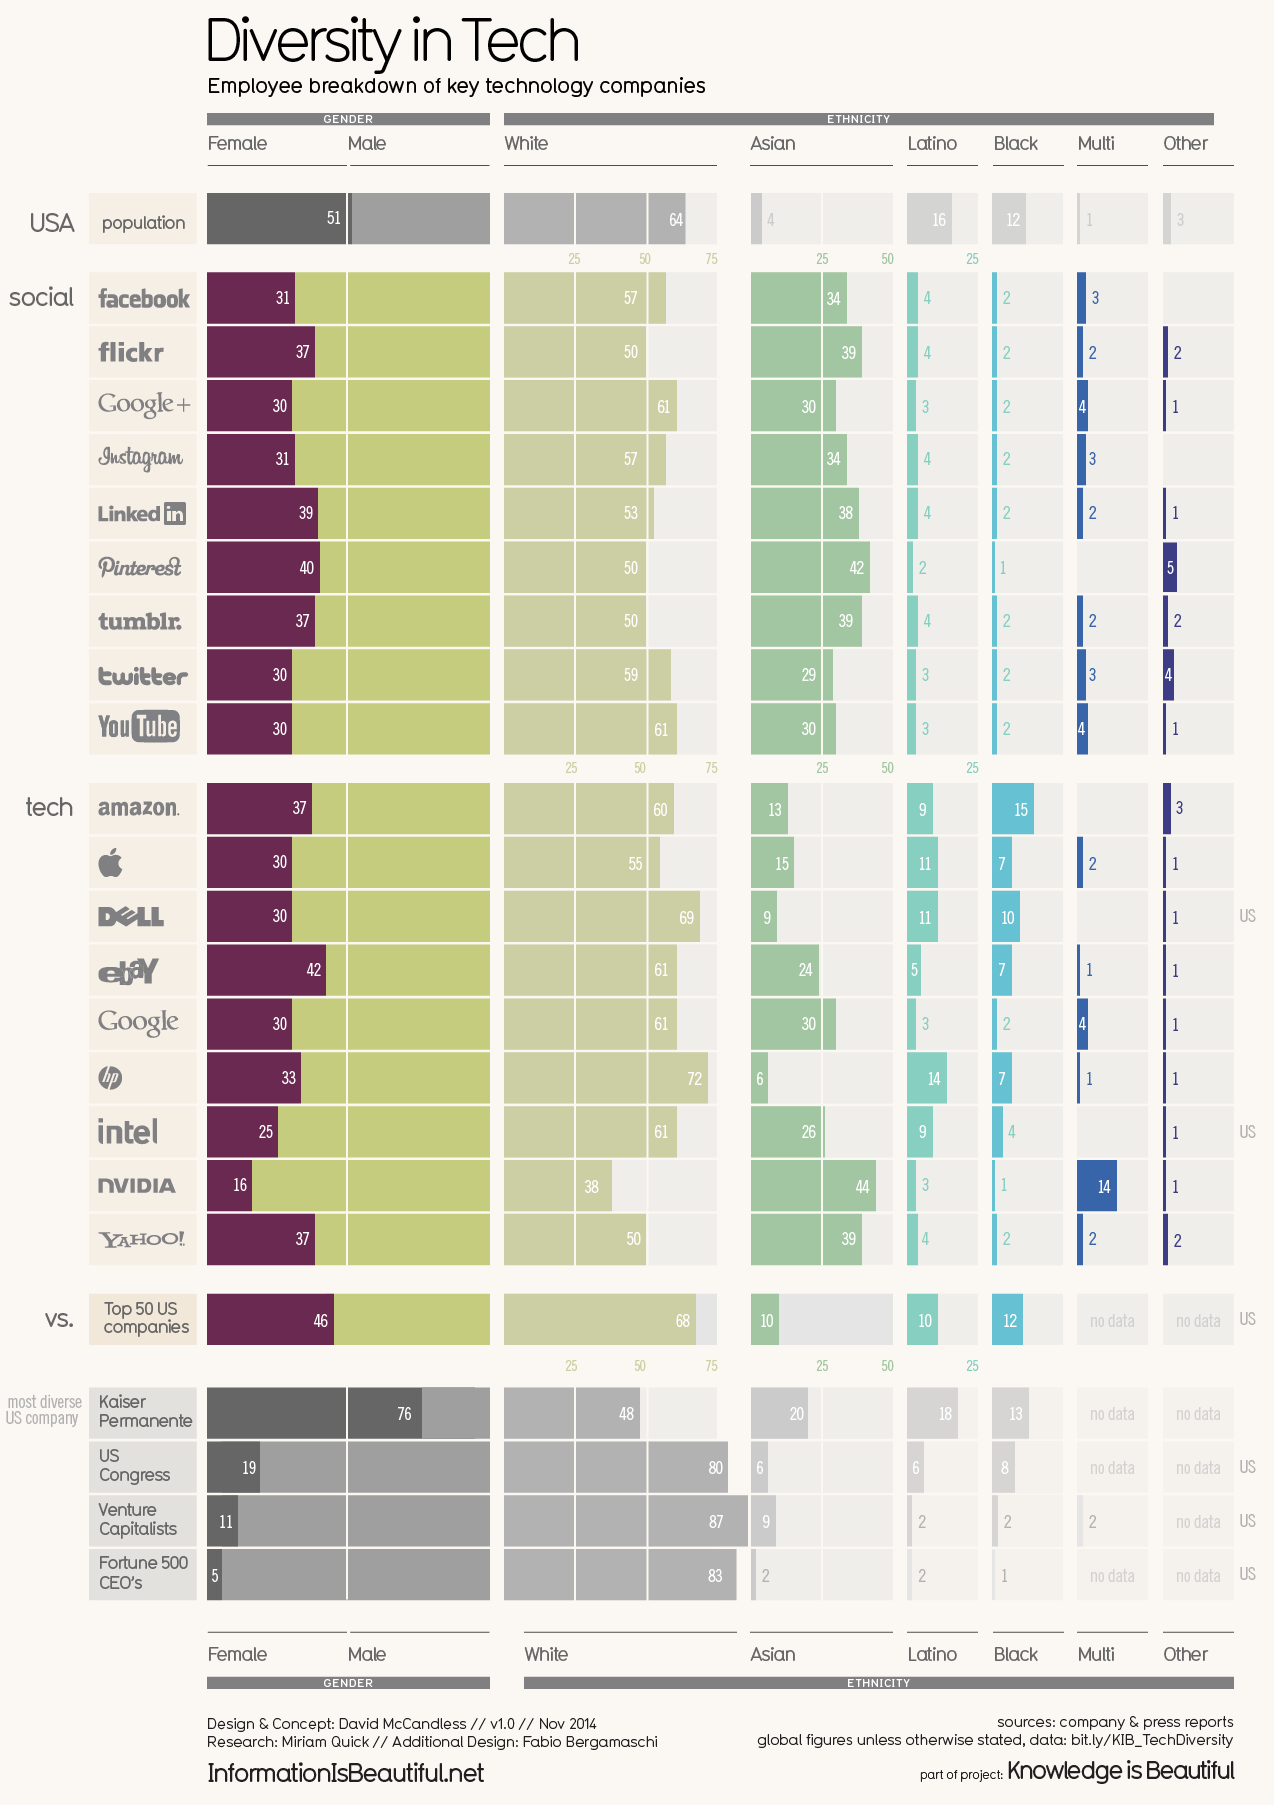 Diversity in Tech
Employee breakdown of key technology companies
GENDER ETHNICITY
Female Male White Asian Latino Black Multi Other
USA population 51 64 4 16 12 1 3
25 50 75 25 50 25
social facebook 31 57 34 4 2 3
flickr 37 50 39 4 2 2 2
Google+ 30 61 30 3 2 4 1
Instagram 31 57 34 4 2 3
Linked in 39 53 38 4 2 2 1
Pinterest 40 50 42 2 1 5
tumblr. 37 50 39 4 2 2 2
twitter 30 59 29 3 2 3 4
YouTube 30 61 30 3 2 4 1
25 50 75 25 50 25
tech amazon. 37 60 13 9 15 3
30 55 15 11 7 2 1
DELL 30 69 9 11 10 1 US
ebaY 42 61 24 5 7 1 1
Google 30 61 30 3 2 4 1
hp 33 72 6 14 7 1 1
intel 25 61 26 9 4 1 US
nVIDIA 16 38 44 3 1 14 1
YAHOO! 37 50 39 4 2 2 2
vs. Top 50 US companies 46 68 10 10 12 no data no data US
25 50 75 25 50 25
most diverse US company Kaiser Permanente 76 48 20 18 13 no data no data
US Congress 19 80 6 6 8 no data no data US
Venture Capitalists 11 87 9 2 2 2 no data US
Fortune 500 CEO's 5 83 2 2 1 no data no data US
Female Male White Asian Latino Black Multi Other
GENDER ETHNICITY
Design & Concept: David McCandless // v1.0 // Nov 2014
Research: Miriam Quick // Additional Design: Fabio Bergamaschi
InformationIsBeautiful.net
sources: company & press reports
global figures unless otherwise stated, data: bit.ly/KIB_TechDiversity
part of project: Knowledge is Beautiful